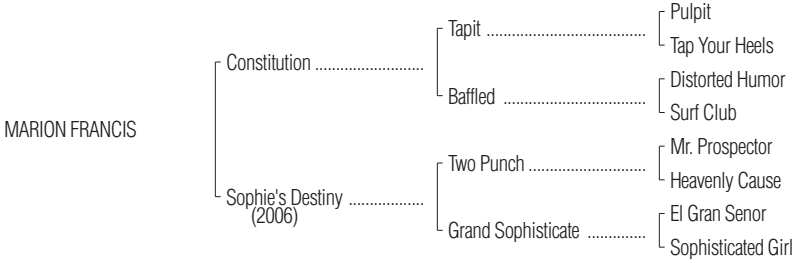 Pulpit
Tapit ......................................
Tap Your Heels
Constitution .........................
Distorted Humor
Baffled ..................................
Surf Club
MARION FRANCIS
Mr. Prospector
Two Punch ............................
Heavenly Cause
Sophie's Destiny .................
(2006)
El Gran Senor
Grand Sophisticate ..............
Sophisticated Girl